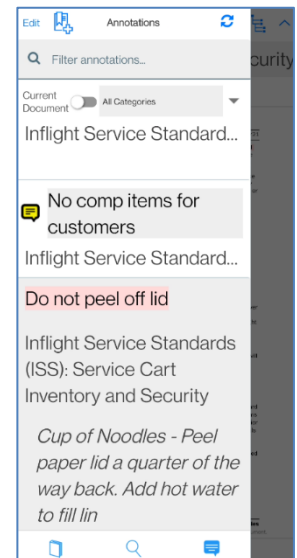 Edit
Annotations
Filter annotations...
Current
Document
All Categories
Inflight Service Standard...
No comp items for
customers
Inflight Service Standard...
Do not peel off lid
Inflight Service Standards
(ISS): Service Cart
Inventory and Security
Cup of Noodles - Peel
paper lid a quarter of the
way back. Add hot water
to fill lin
curity